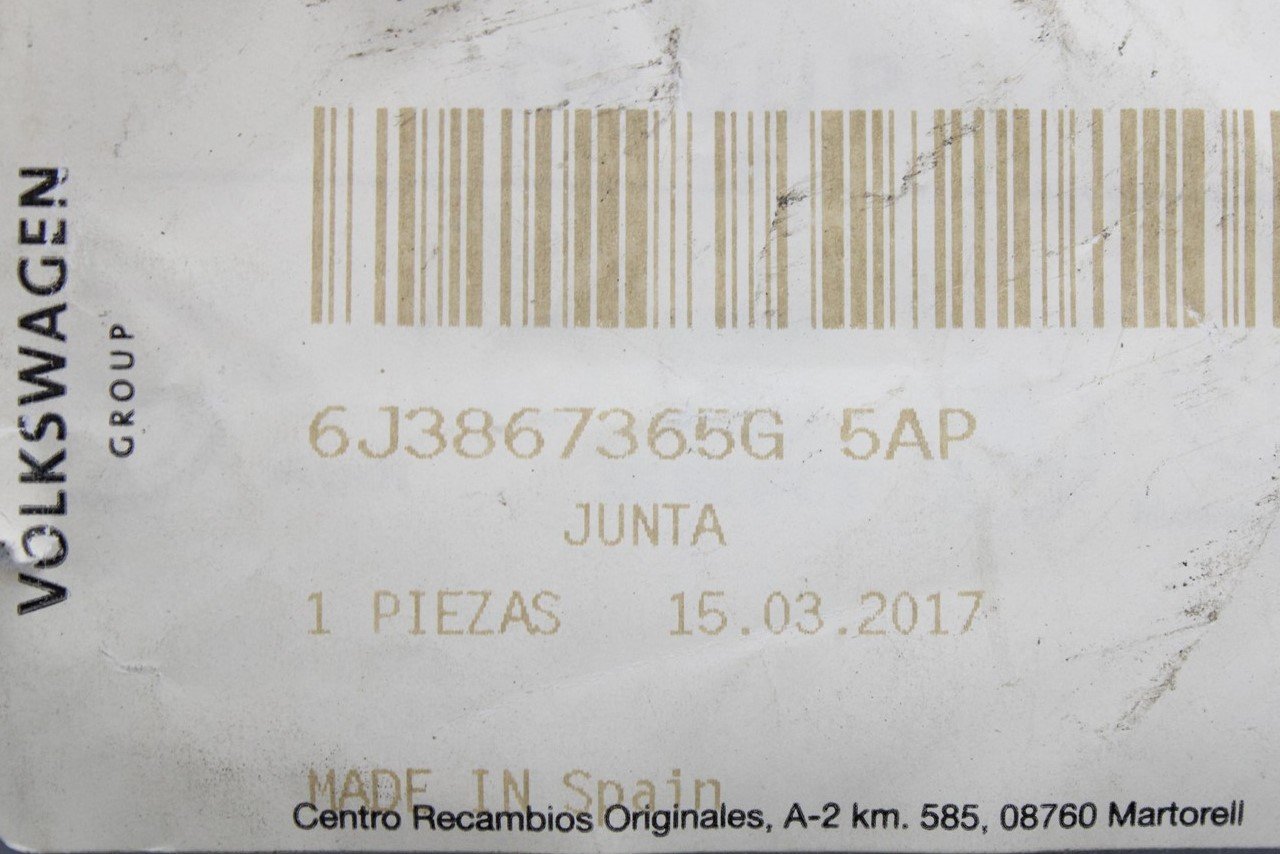 VOLKSWAGEN
GROUP
6J3867365G 5AP
JUNTA
1 PIEZAS 15.03.2017
MADE IN Spain
Centro Recambios Originales, A-2 km. 585, 08760 Martorell